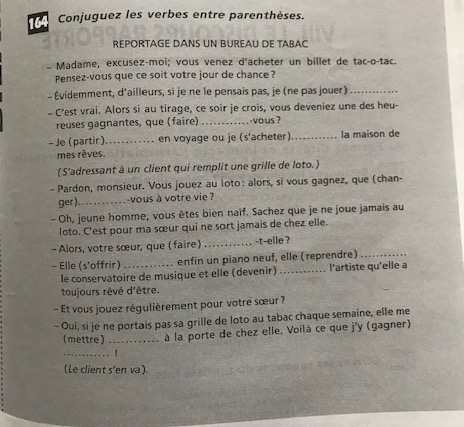 164 Conjuguez les verbes entre parenthèses.
REPORTAGE DANS UN BUREAU DE TABAC
– Madame, excusez-moi; vous venez d'acheter un billet de tac-o-tac.
Pensez-vous que ce soit votre jour de chance ?
– Évidemment, d'ailleurs, si je ne le pensais pas, je (ne pas jouer) ............
– C'est vrai. Alors si au tirage, ce soir je crois, vous deveniez une des heu-
reuses gagnantes, que (faire) ............-vous ?
– Je (partir)............ en voyage ou je (s'acheter)............ la maison de
mes rêves.
(S'adressant à un client qui remplit une grille de loto.)
– Pardon, monsieur. Vous jouez au loto: alors, si vous gagnez, que (chan-
ger)............-vous à votre vie ?
– Oh, jeune homme, vous êtes bien naïf. Sachez que je ne joue jamais au
loto. C'est pour ma sœur qui ne sort jamais de chez elle.
– Alors, votre sœur, que (faire) ............-t-elle ?
– Elle (s'offrir) ............ enfin un piano neuf, elle (reprendre) ............
le conservatoire de musique et elle (devenir) ............ l'artiste qu'elle a
toujours rêvé d'être.
– Et vous jouez régulièrement pour votre sœur ?
– Oui, si je ne portais pas sa grille de loto au tabac chaque semaine, elle me
(mettre) ............ à la porte de chez elle. Voilà ce que j'y (gagner)
............ !
(Le client s'en va).